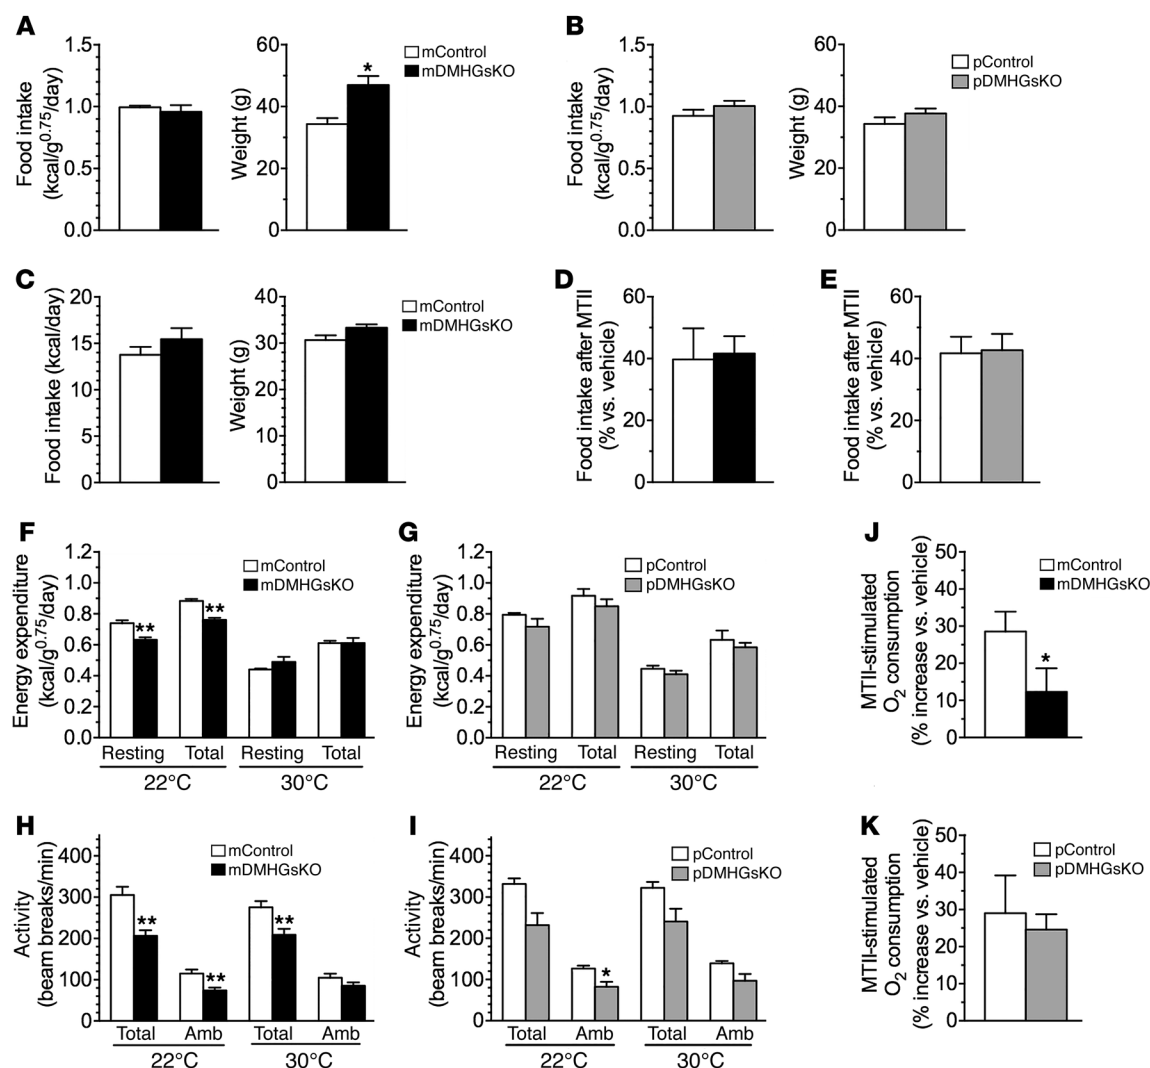 A
Food intake
(kcal/g0.75/day)
1.5
1.0
0.5
0.0
Weight (g)
60
40
20
0
*
mControl
mDMHGsKO
B
Food intake
(kcal/g0.75/day)
1.5
1.0
0.5
0.0
Weight (g)
60
40
20
0
pControl
pDMHGsKO
C
Food intake (kcal/day)
20
15
10
5
0
Weight (g)
40
30
20
10
0
mControl
mDMHGsKO
D
Food intake after MTII
(% vs. vehicle)
60
40
20
0
E
Food intake after MTII
(% vs. vehicle)
60
40
20
0
F
Energy expenditure
(kcal/g0.75/day)
1.2
1.0
0.8
0.6
0.4
0.2
0.0
mControl
mDMHGsKO
**
**
Resting Total Resting Total
22°C 30°C
G
Energy expenditure
(kcal/g0.75/day)
1.2
1.0
0.8
0.6
0.4
0.2
0.0
pControl
pDMHGsKO
Resting Total Resting Total
22°C 30°C
J
MTII-stimulated
O2 consumption
(% increase vs. vehicle)
50
40
30
20
10
0
mControl
mDMHGsKO
*
H
Activity
(beam breaks/min)
400
300
200
100
0
mControl
mDMHGsKO
**
**
**
Total Amb Total Amb
22°C 30°C
I
Activity
(beam breaks/min)
400
300
200
100
0
pControl
pDMHGsKO
*
Total Amb Total Amb
22°C 30°C
K
MTII-stimulated
O2 consumption
(% increase vs. vehicle)
50
40
30
20
10
0
pControl
pDMHGsKO